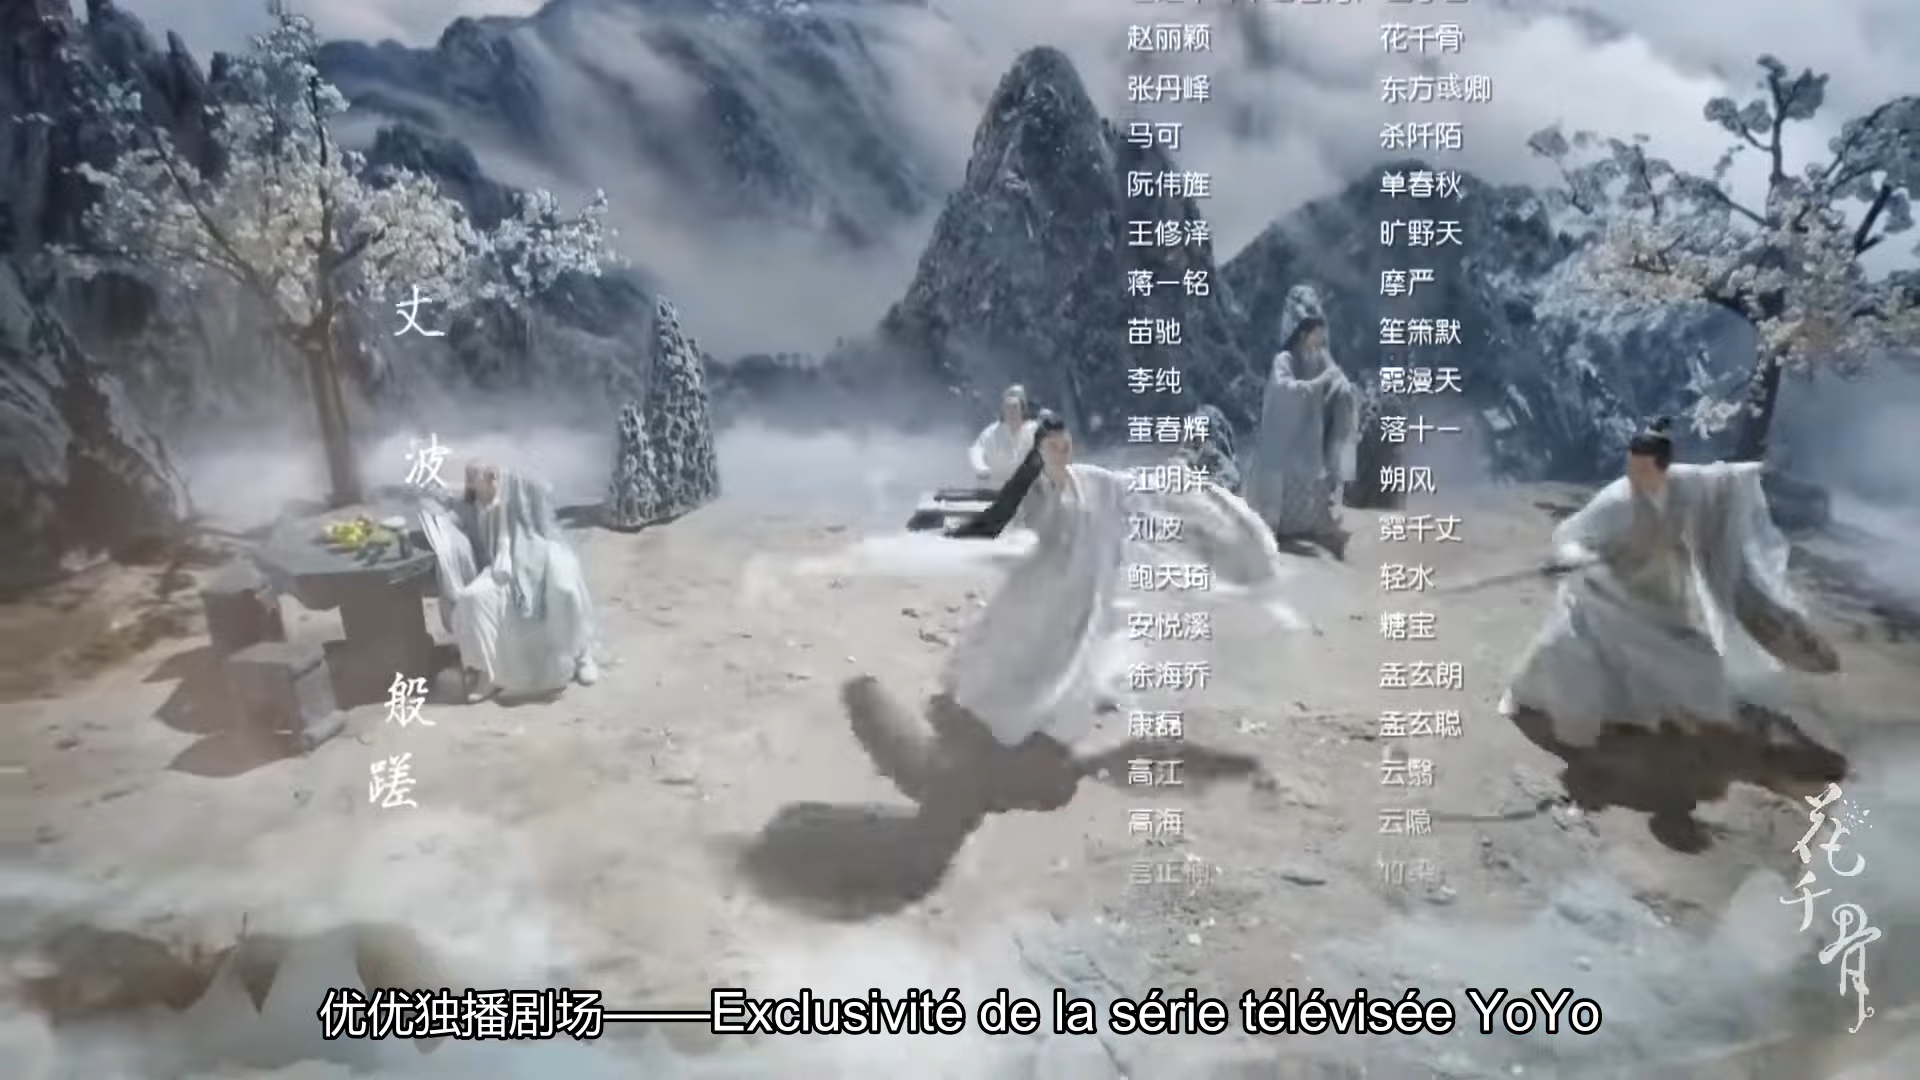 赵丽颖 花千骨
张丹峰 东方彧卿
马可 杀阡陌
阮伟旌 单春秋
王修泽 旷野天
蒋一铭 摩严
苗驰 笙箫默
李纯 霓漫天
董春辉 落十一
江明洋 朔风
刘波 霓千丈
鲍天琦 轻水
安悦溪 糖宝
徐海乔 孟玄朗
康磊 孟玄聪
高江 云翳
高海 云隐
丈
波
般
蹉
花千骨
优优独播剧场——Exclusivité de la série télévisée YoYo